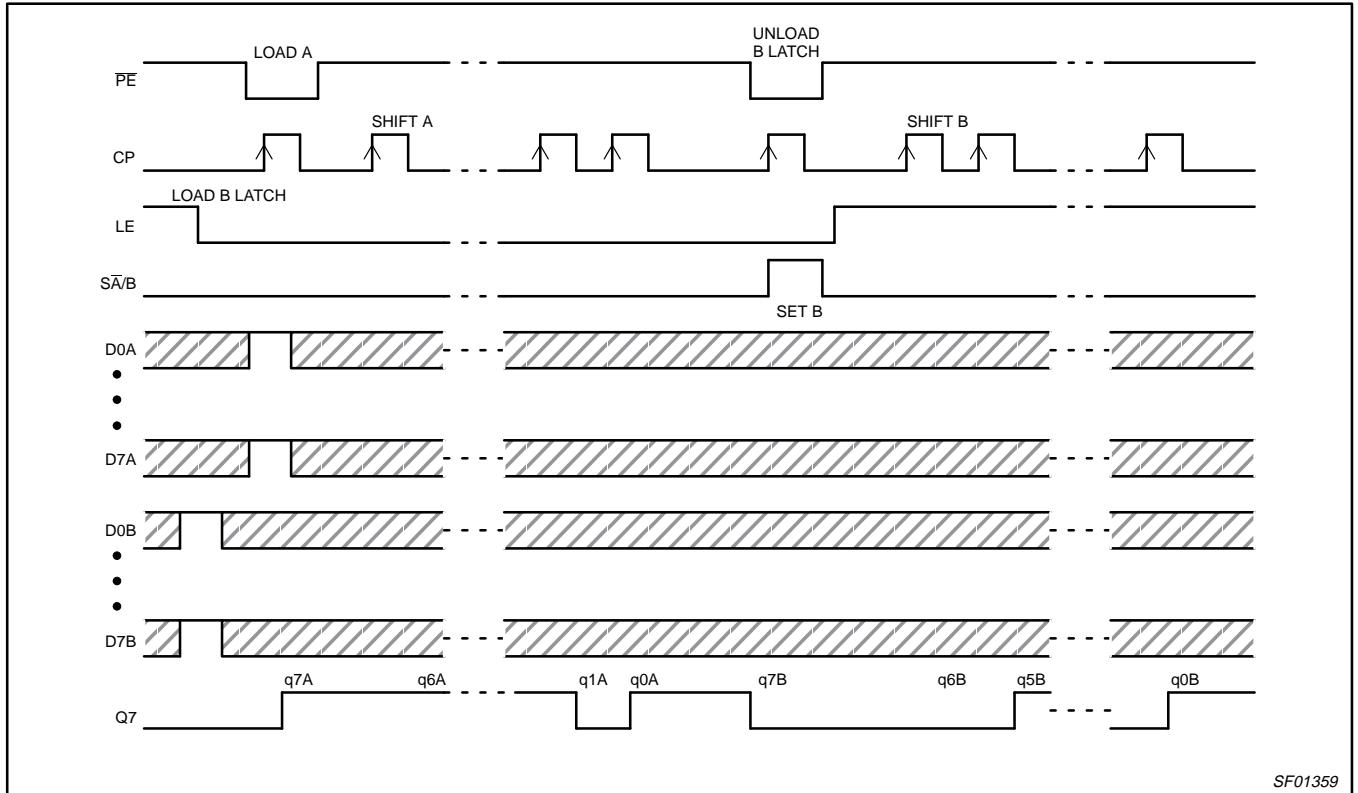 UNLOAD
LOAD A B LATCH
P̅E̅
SHIFT A SHIFT B
CP
LOAD B LATCH
LE
SA̅/B
SET B
D0A
D7A
D0B
D7B
q7A q6A q1A q0A q7B q6B q5B q0B
Q7
SF01359